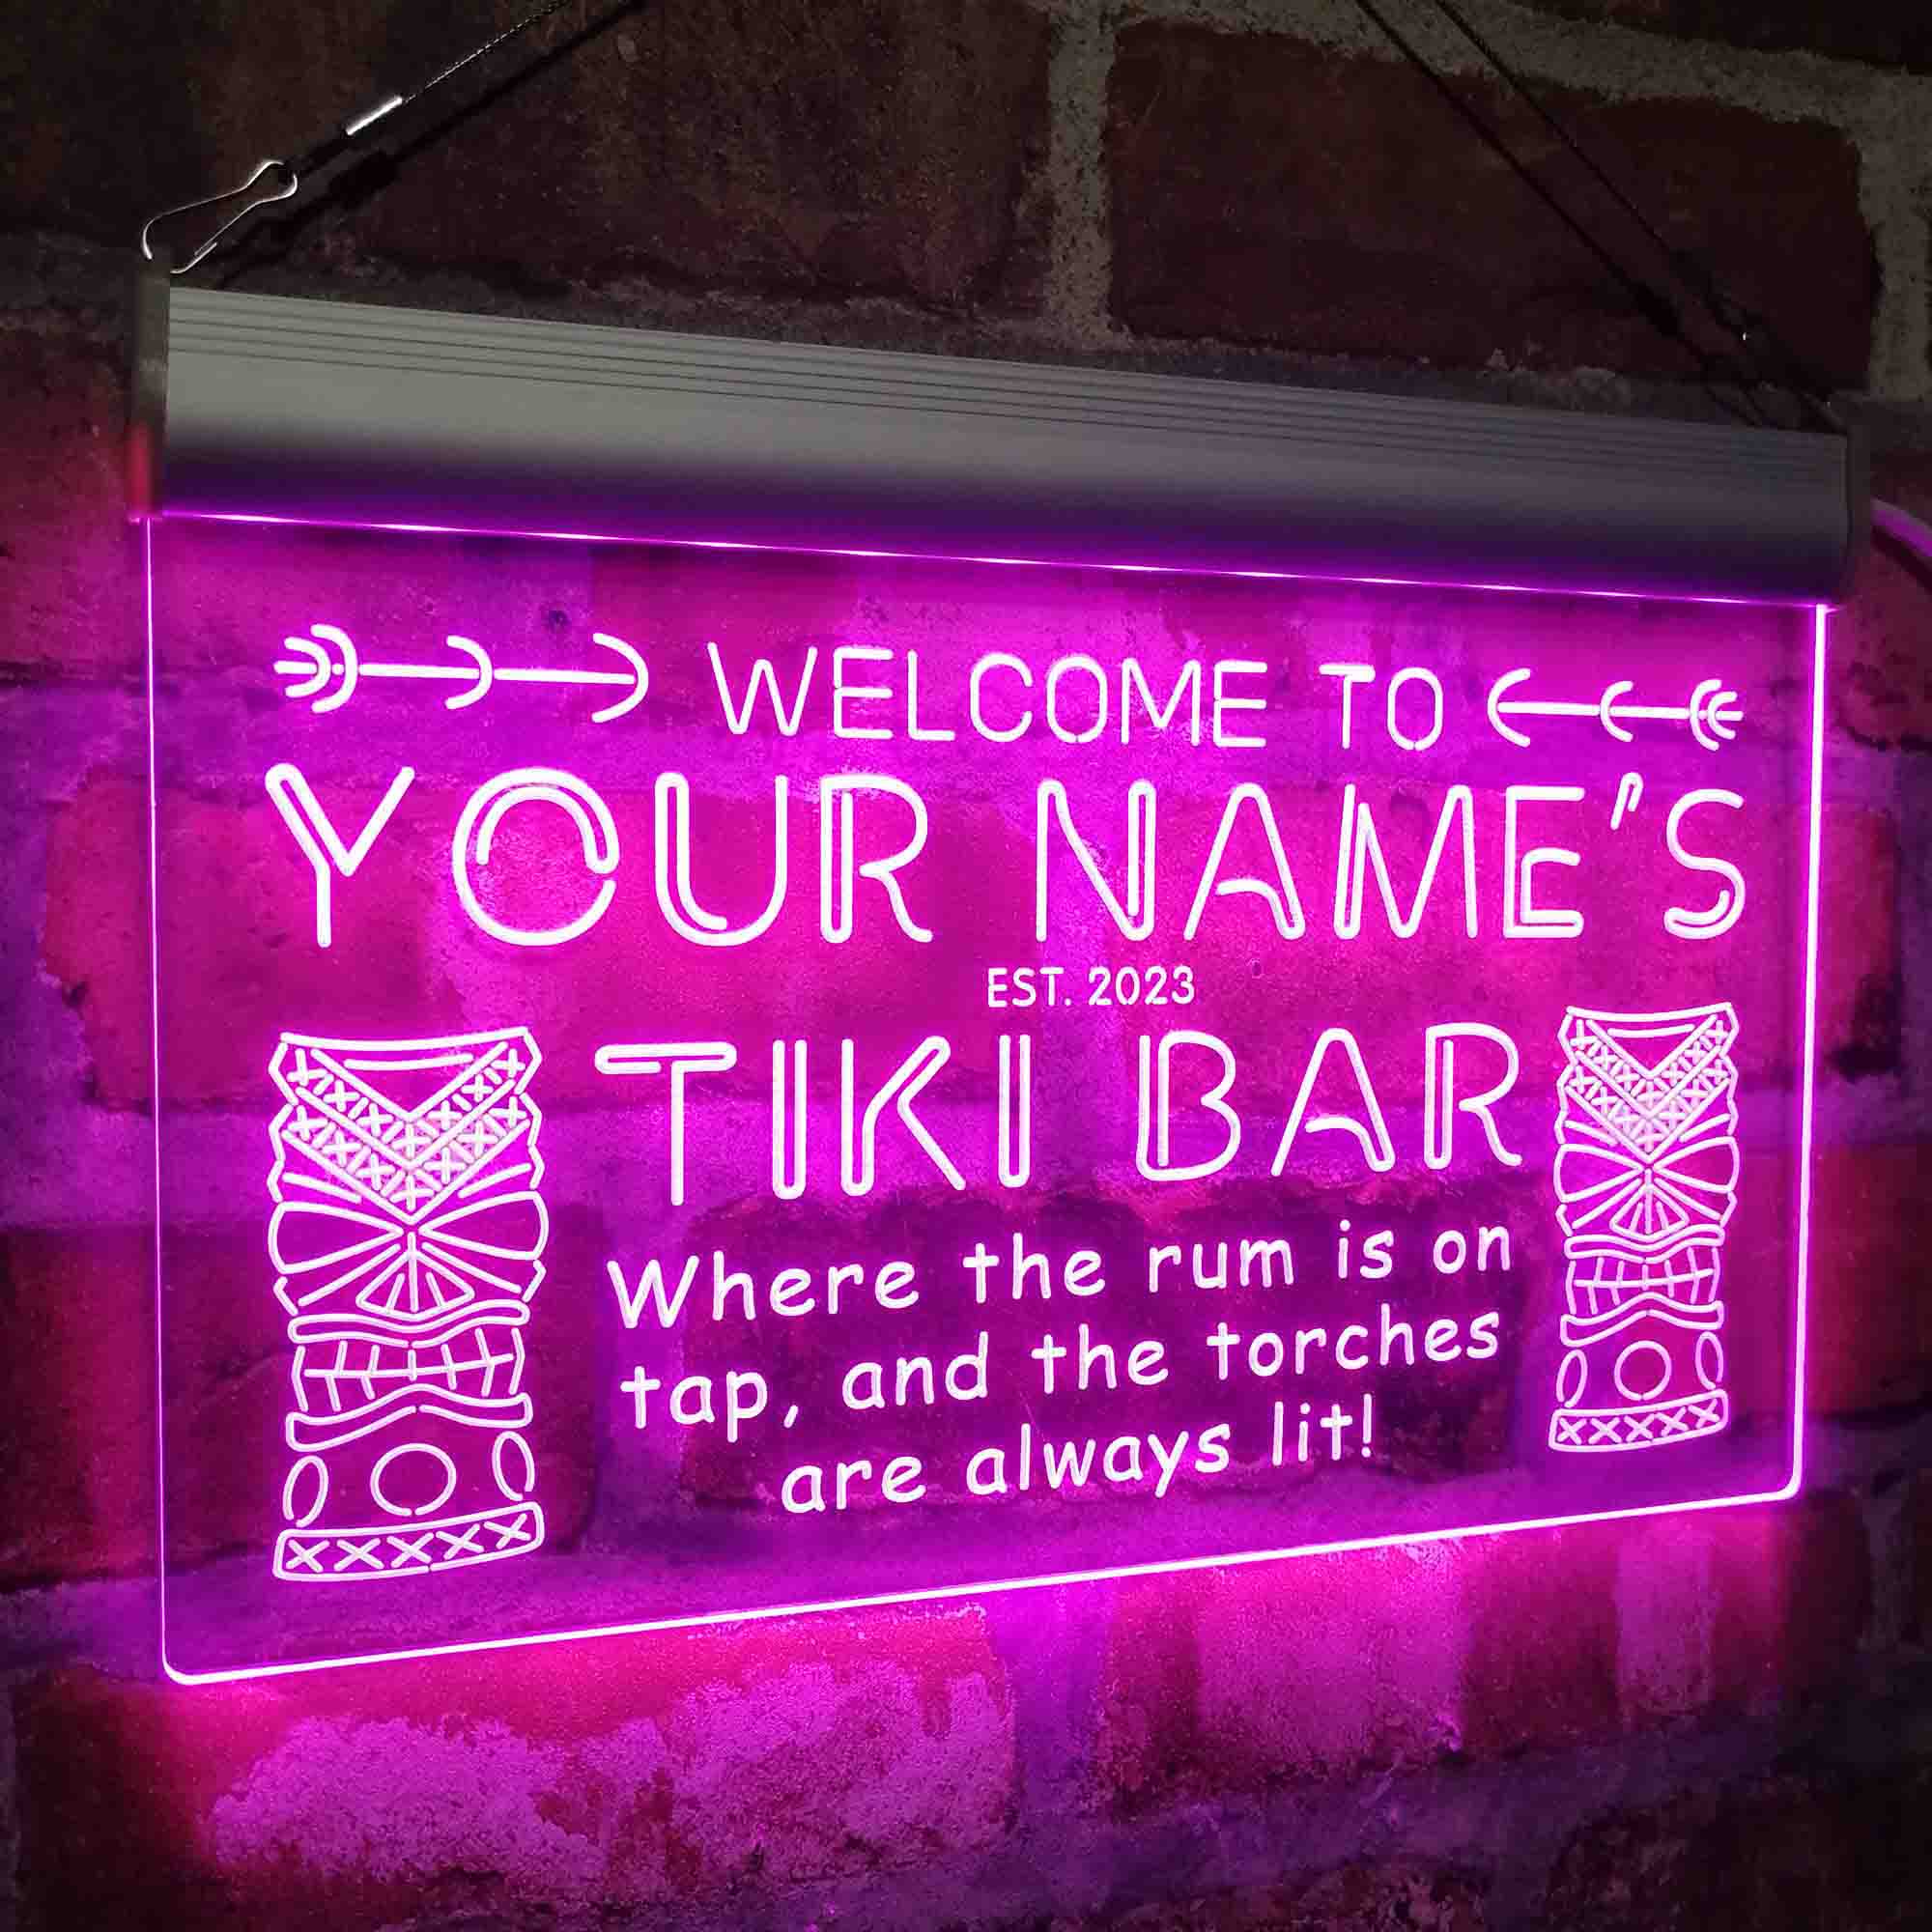 WELCOME TO
YOUR NAME'S
EST. 2023
TIKI BAR
Where the rum is on
tap, and the torches
are always lit!